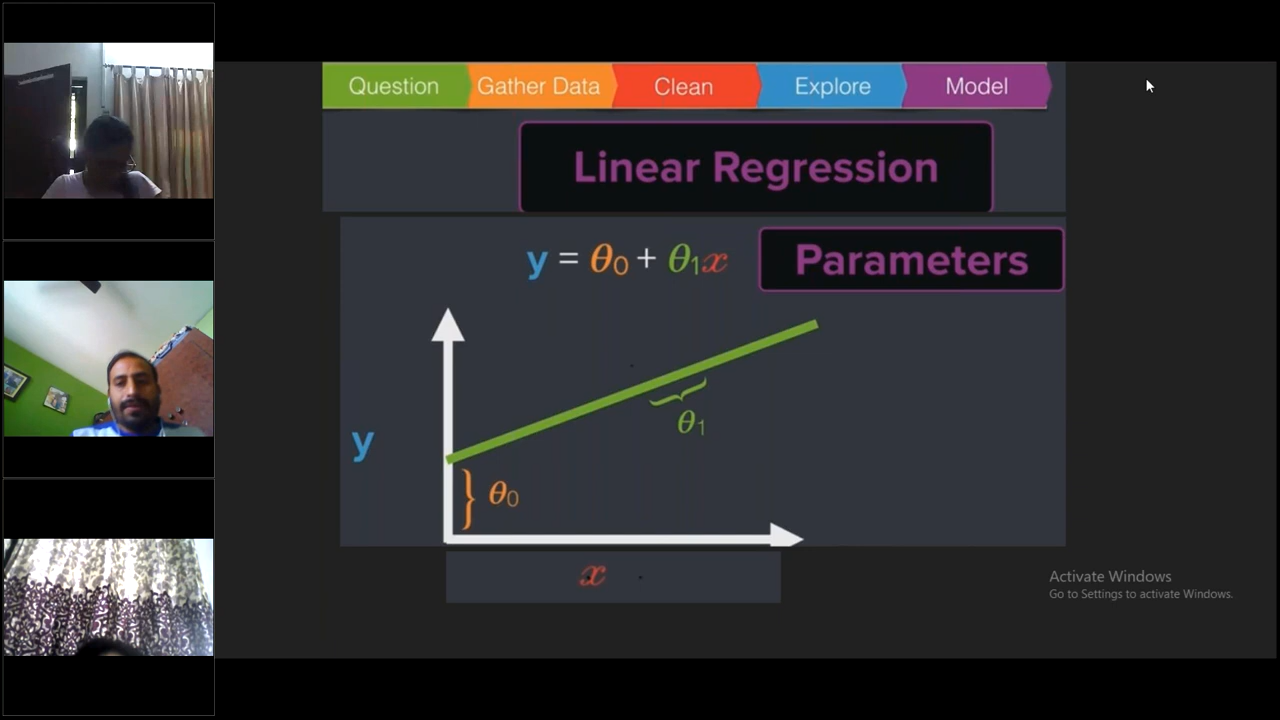 Question Gather Data Clean Explore Model
Linear Regression
y = θ₀ + θ₁x
Parameters
θ₁
y
θ₀
x
Activate Windows
Go to Settings to activate Windows.